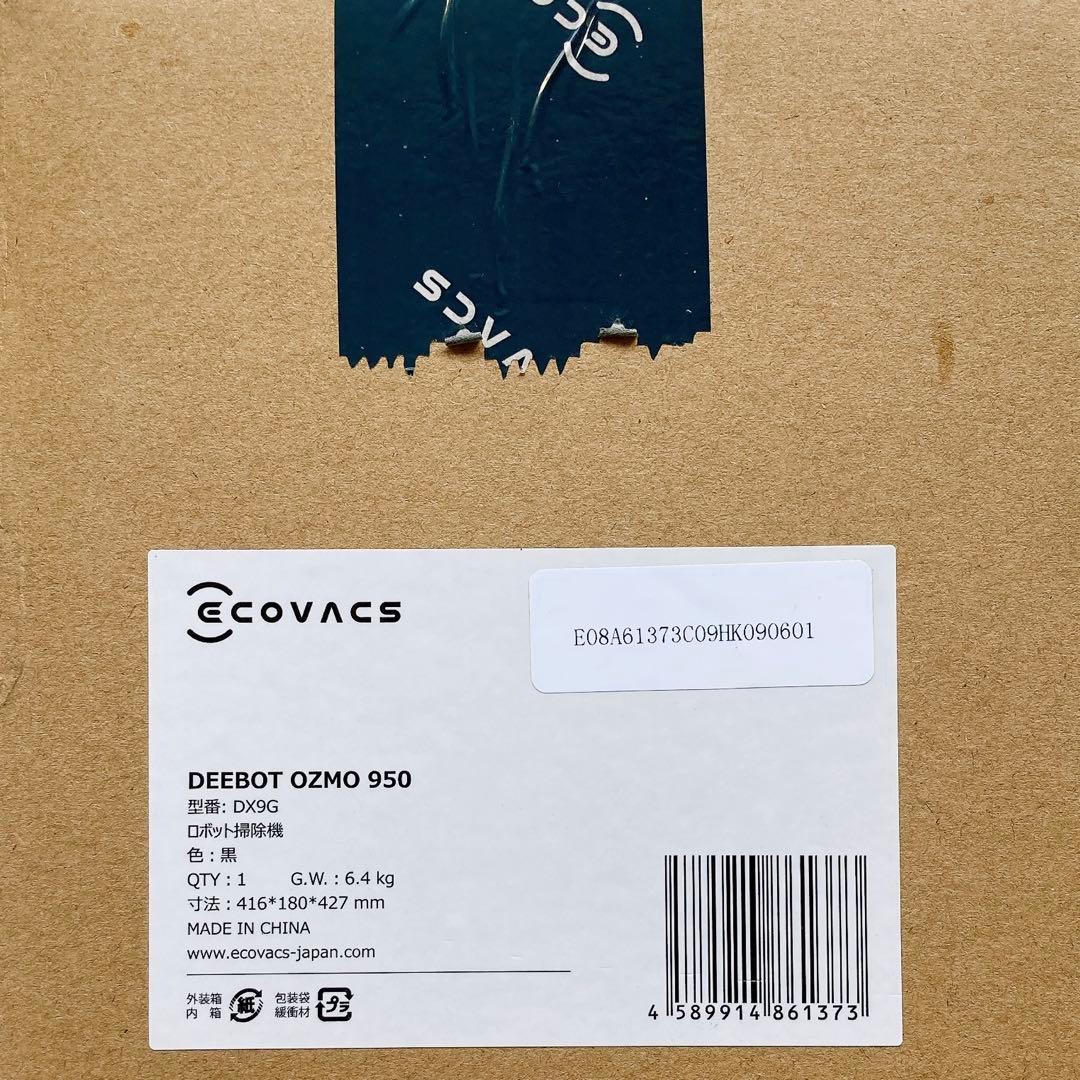 ECOVACS
E08A61373C09HK090601
DEEBOT OZMO 950
型番: DX9G
ロボット掃除機
色：黒
QTY : 1 G.W. : 6.4 kg
寸法 : 416*180*427 mm
MADE IN CHINA
www.ecovacs-japan.com
外装箱 紙 包装袋 プラ
内 箱 緩衝材
4 589914 861373